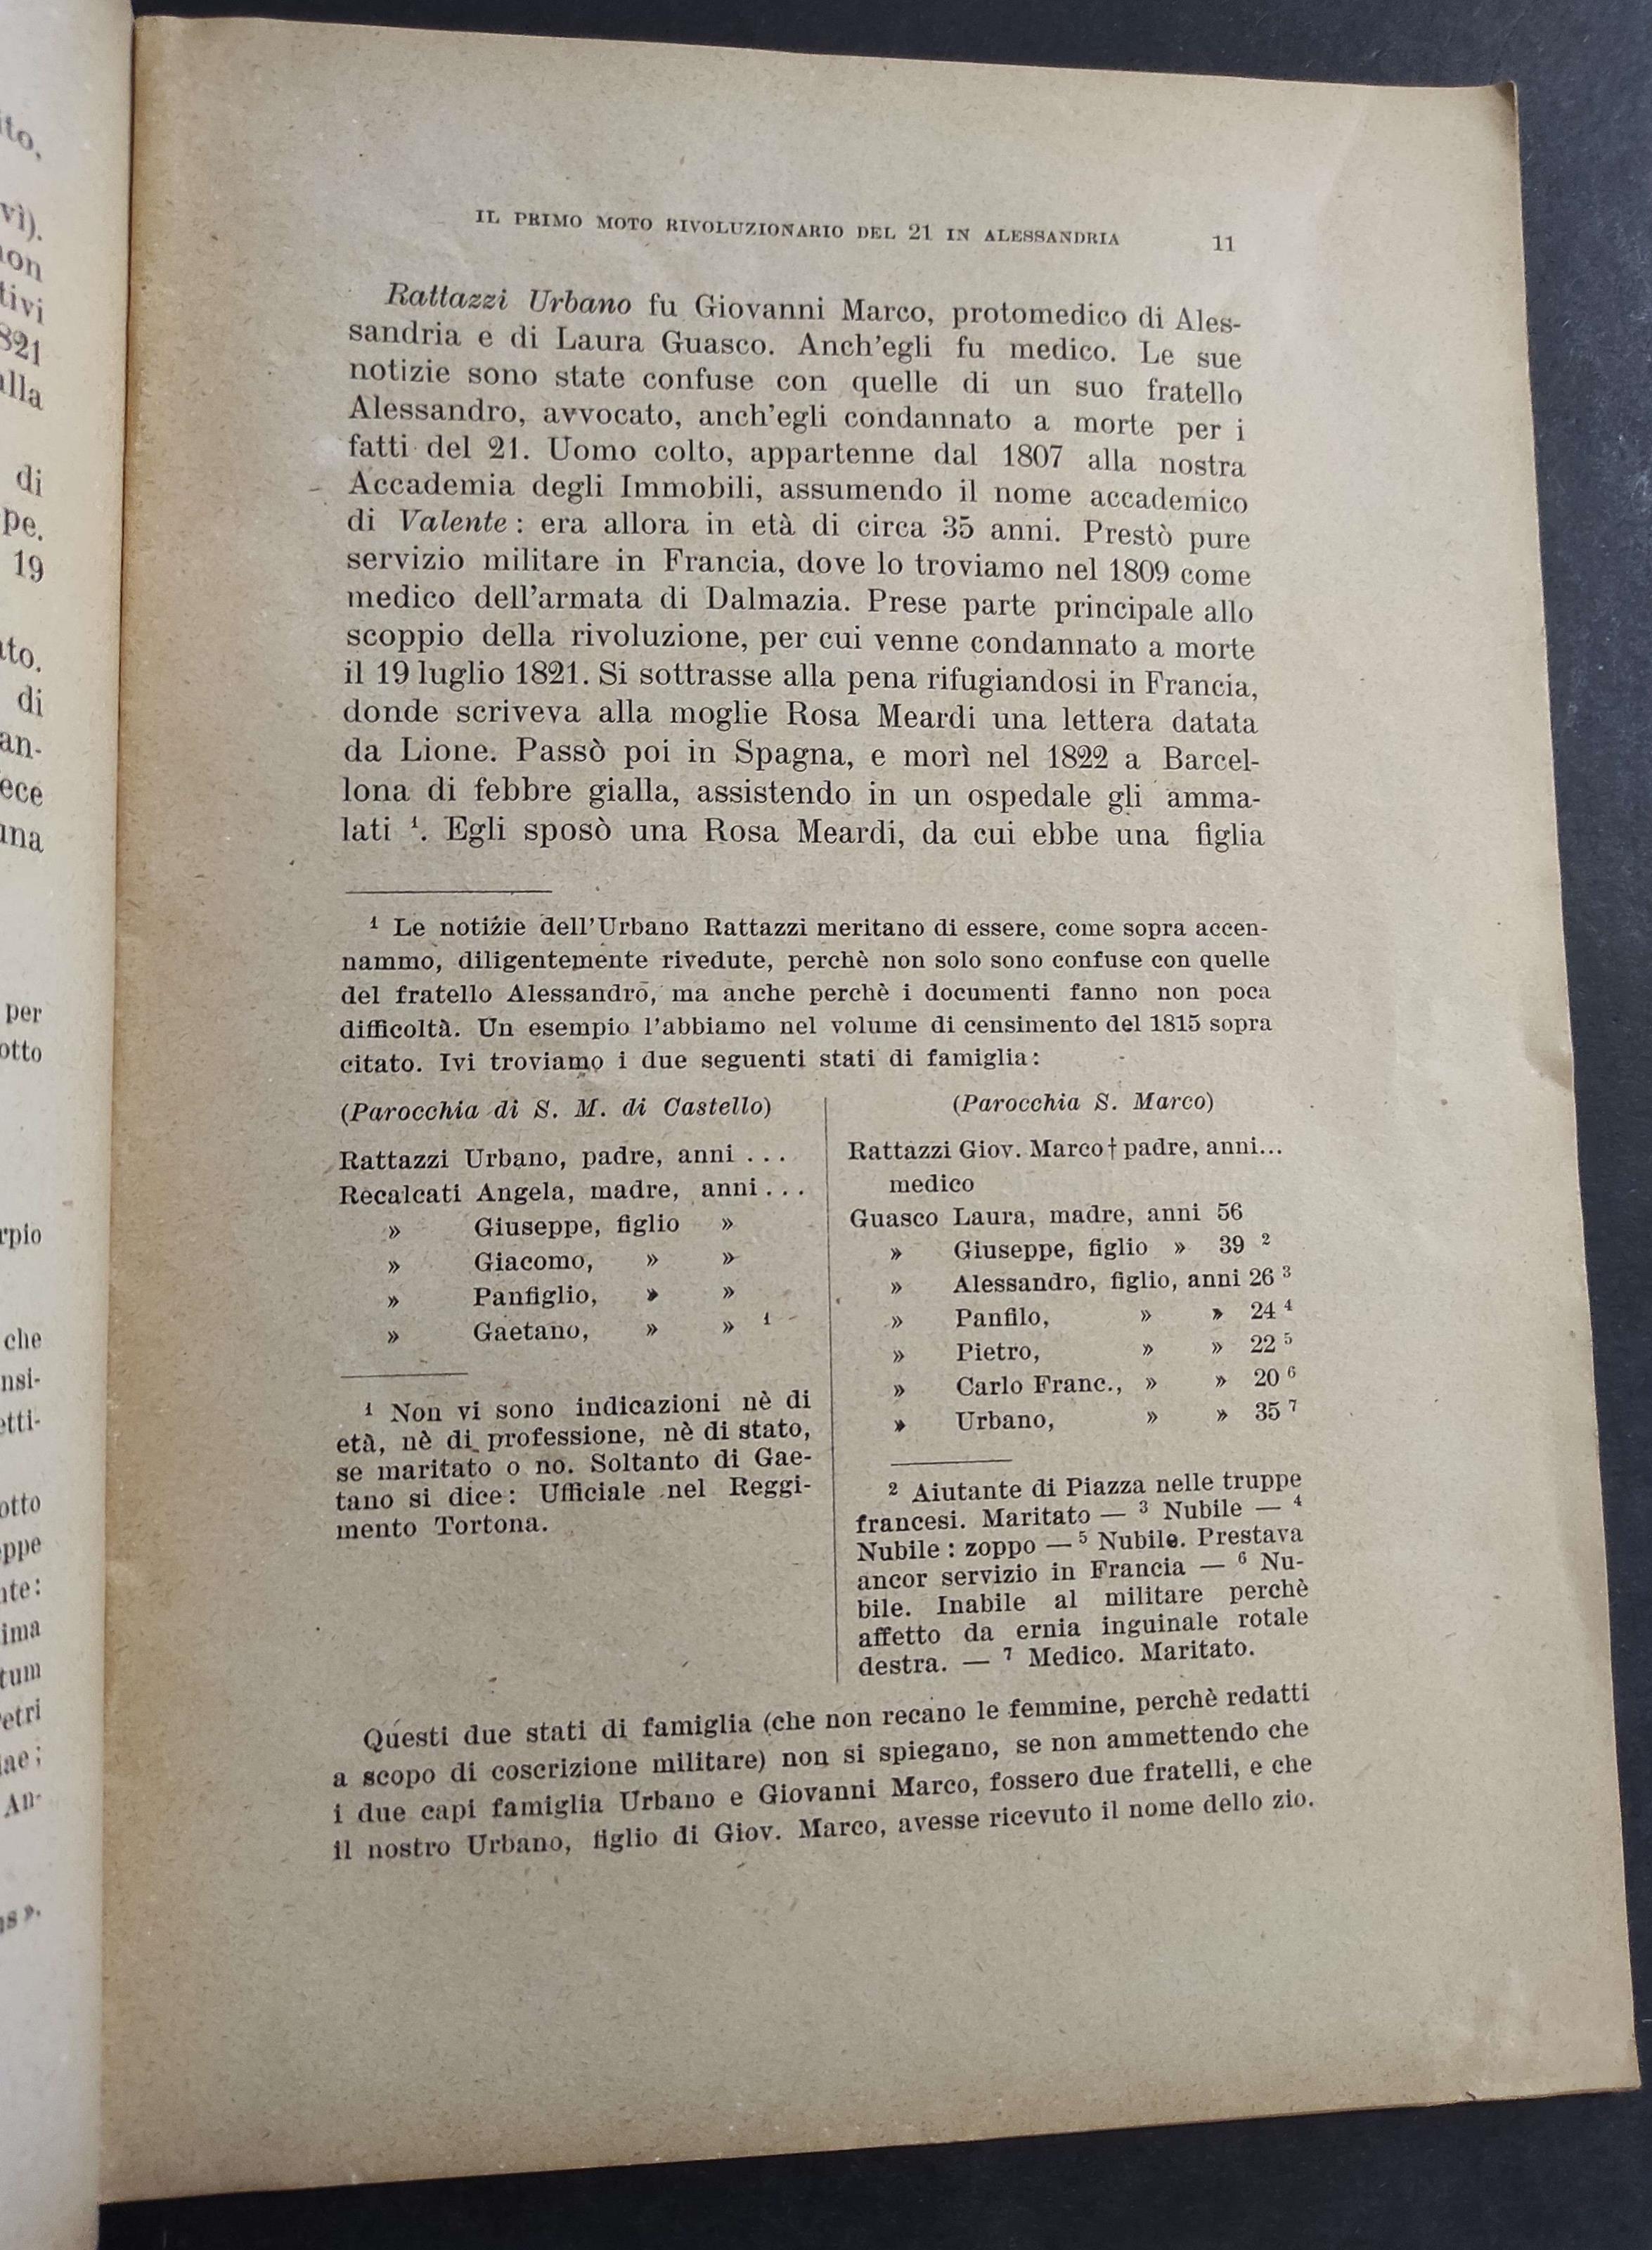 IL PRIMO MOTO RIVOLUZIONARIO DEL 21 IN ALESSANDRIA 11
Rattazzi Urbano fu Giovanni Marco, protomedico di Ales-
sandria e di Laura Guasco. Anch'egli fu medico. Le sue
notizie sono state confuse con quelle di un suo fratello
Alessandro, avvocato, anch'egli condannato a morte per i
fatti del 21. Uomo colto, appartenne dal 1807 alla nostra
Accademia degli Immobili, assumendo il nome accademico
di Valente : era allora in età di circa 35 anni. Prestò pure
servizio militare in Francia, dove lo troviamo nel 1809 come
medico dell'armata di Dalmazia. Prese parte principale allo
scoppio della rivoluzione, per cui venne condannato a morte
il 19 luglio 1821. Si sottrasse alla pena rifugiandosi in Francia,
donde scriveva alla moglie Rosa Meardi una lettera datata
da Lione. Passò poi in Spagna, e morì nel 1822 a Barcel-
lona di febbre gialla, assistendo in un ospedale gli amma-
lati ¹. Egli sposò una Rosa Meardi, da cui ebbe una figlia
¹ Le notizie dell'Urbano Rattazzi meritano di essere, come sopra accen-
nammo, diligentemente rivedute, perchè non solo sono confuse con quelle
del fratello Alessandro, ma anche perchè i documenti fanno non poca
difficoltà. Un esempio l'abbiamo nel volume di censimento del 1815 sopra
citato. Ivi troviamo i due seguenti stati di famiglia:
(Parocchia di S. M. di Castello)
Rattazzi Urbano, padre, anni . . .
Recalcati Angela, madre, anni . . .
» Giuseppe, figlio »
» Giacomo, » »
» Panfiglio, » »
» Gaetano, » » ¹
¹ Non vi sono indicazioni nè di
età, nè di professione, nè di stato,
se maritato o no. Soltanto di Gae-
tano si dice: Ufficiale nel Reggi-
mento Tortona.
(Parocchia S. Marco)
Rattazzi Giov. Marco † padre, anni...
medico
Guasco Laura, madre, anni 56
» Giuseppe, figlio » 39 ²
» Alessandro, figlio, anni 26 ³
» Panfilo, » » 24 ⁴
» Pietro, » » 22 ⁵
» Carlo Franc., » » 20 ⁶
» Urbano, » » 35 ⁷
² Aiutante di Piazza nelle truppe
francesi. Maritato — ³ Nubile — ⁴
Nubile : zoppo — ⁵ Nubile. Prestava
ancor servizio in Francia — ⁶ Nu-
bile. Inabile al militare perchè
affetto da ernia inguinale rotale
destra. — ⁷ Medico. Maritato.
Questi due stati di famiglia (che non recano le femmine, perchè redatti
a scopo di coscrizione militare) non si spiegano, se non ammettendo che
i due capi famiglia Urbano e Giovanni Marco, fossero due fratelli, e che
il nostro Urbano, figlio di Giov. Marco, avesse ricevuto il nome dello zio.